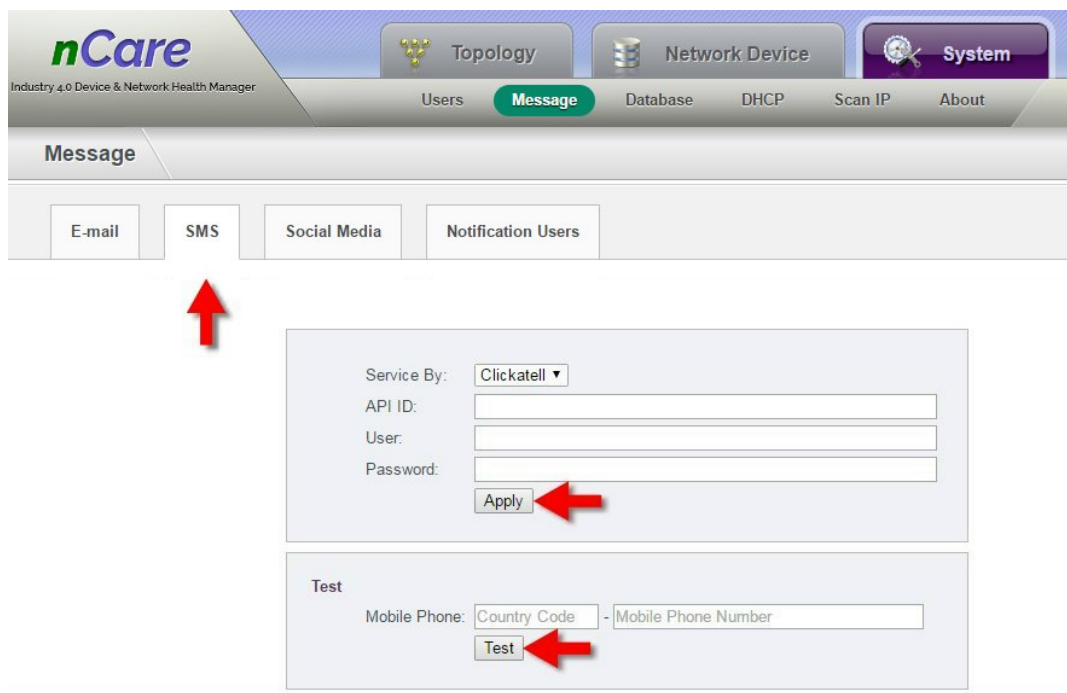 nCare
Industry 4.0 Device & Network Health Manager
Topology Network Device System
Users Message Database DHCP Scan IP About
Message
E-mail SMS Social Media Notification Users
Service By: Clickatell
API ID:
User:
Password:
Apply
Test
Mobile Phone: Country Code - Mobile Phone Number
Test